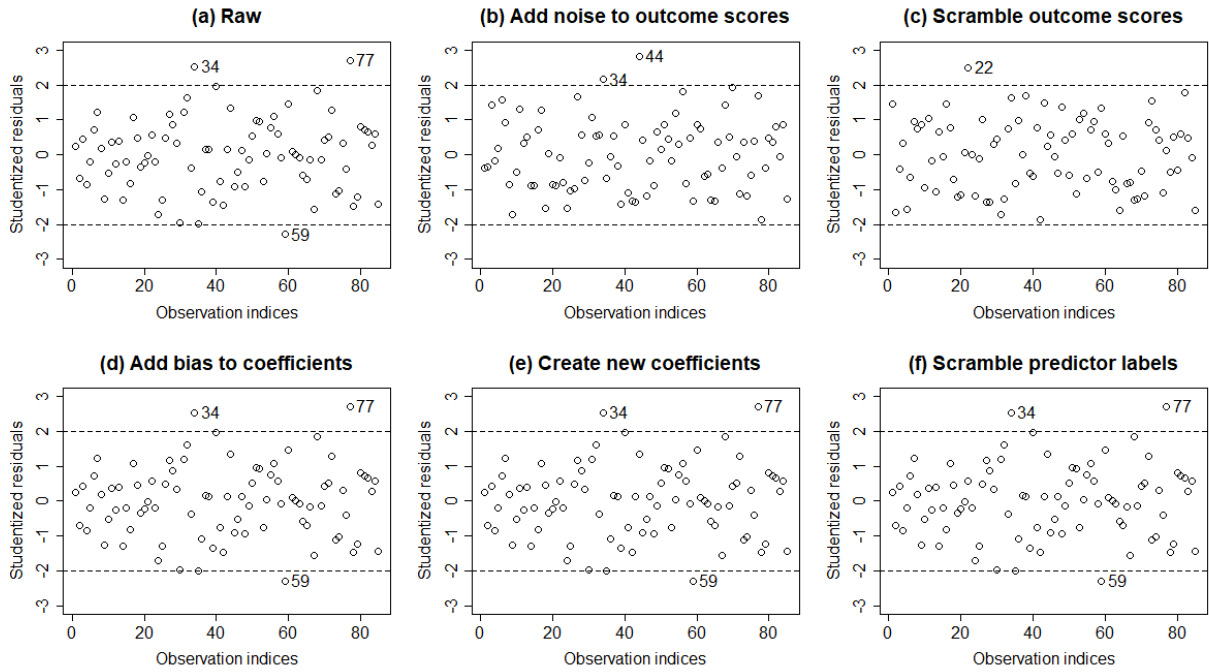 (a) Raw
(b) Add noise to outcome scores
(c) Scramble outcome scores
Studentized residuals
3
2
1
0
-1
-2
-3
34
77
59
0 20 40 60 80
Observation indices
Studentized residuals
3
2
1
0
-1
-2
-3
44
34
0 20 40 60 80
Observation indices
Studentized residuals
3
2
1
0
-1
-2
-3
22
0 20 40 60 80
Observation indices
(d) Add bias to coefficients
(e) Create new coefficients
(f) Scramble predictor labels
Studentized residuals
3
2
1
0
-1
-2
-3
34
77
59
0 20 40 60 80
Observation indices
Studentized residuals
3
2
1
0
-1
-2
-3
34
77
59
0 20 40 60 80
Observation indices
Studentized residuals
3
2
1
0
-1
-2
-3
34
77
59
0 20 40 60 80
Observation indices